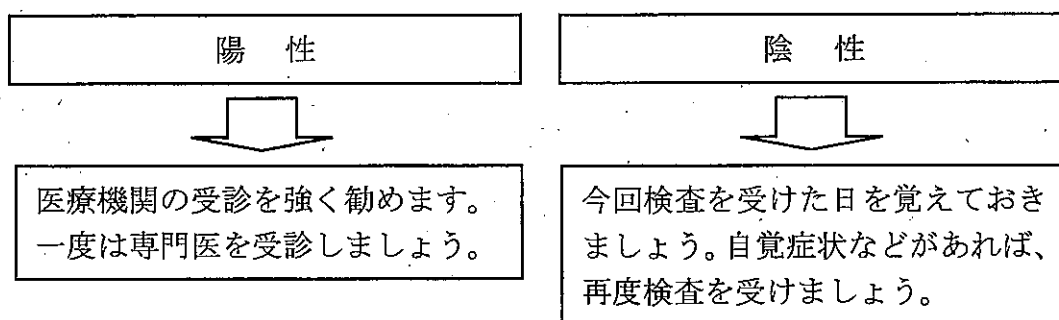 陽 性
医療機関の受診を強く勧めます。
一度は専門医を受診しましょう。
陰 性
今回検査を受けた日を覚えておき
ましょう。自覚症状などがあれば、
再度検査を受けましょう。